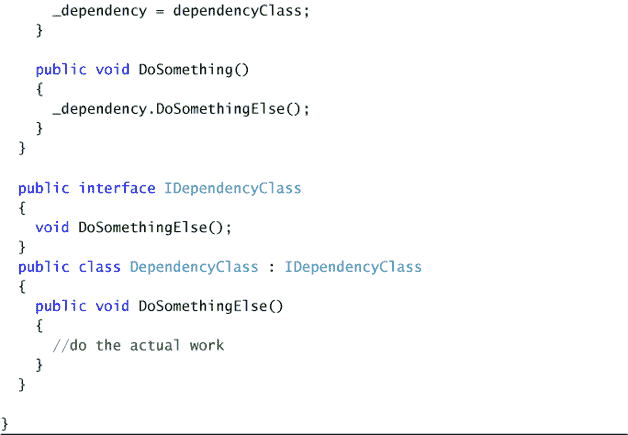 _dependency = dependencyClass;
    }

    public void DoSomething()
    {
      _dependency.DoSomethingElse();
    }
  }

  public interface IDependencyClass
  {
    void DoSomethingElse();
  }
  public class DependencyClass : IDependencyClass
  {
    public void DoSomethingElse()
    {
      //do the actual work
    }
  }

}